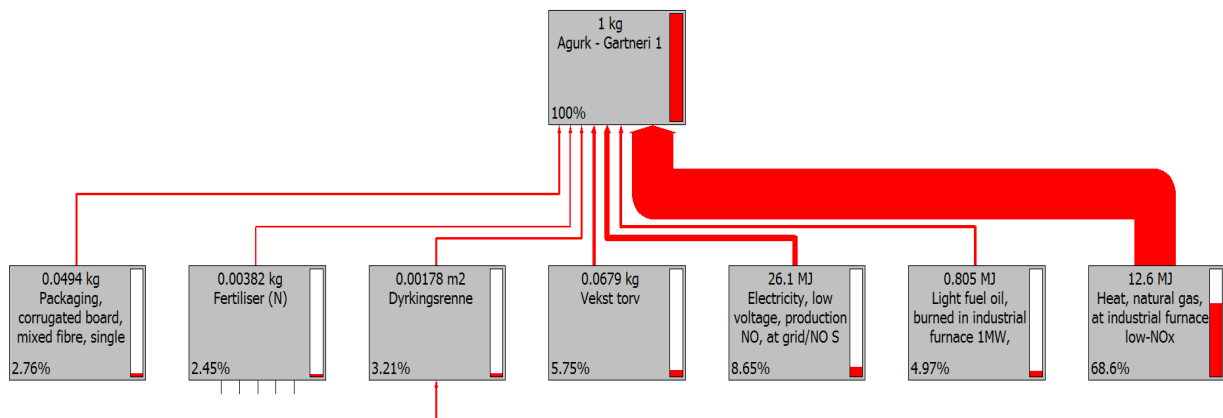 1 kg
Agurk - Gartneri 1
100%
0.0494 kg
Packaging,
corrugated board,
mixed fibre, single
2.76%
0.00382 kg
Fertiliser (N)
2.45%
0.00178 m2
Dyrkingsrenne
3.21%
0.0679 kg
Vekst torv
5.75%
26.1 MJ
Electricity, low
voltage, production
NO, at grid/NO S
8.65%
0.805 MJ
Light fuel oil,
burned in industrial
furnace 1MW,
4.97%
12.6 MJ
Heat, natural gas,
at industrial furnace
low-NOx
68.6%